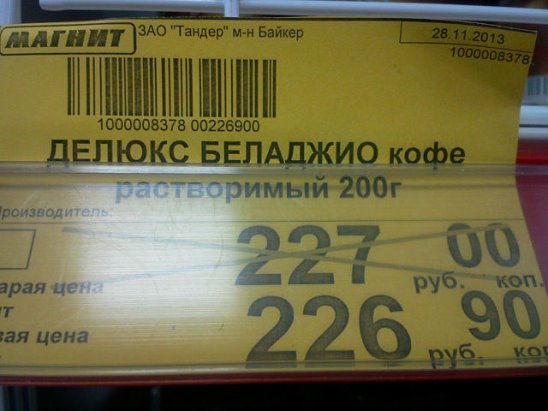 МАГНИТ ЗАО "Тандер" м-н Байкер 28.11.2013
1000008378
1000008378 00226900
ДЕЛЮКС БЕЛАДЖИО кофе
растворимый 200г
Производитель:
227 руб. 00 коп.
арая цена
226 руб. 90 коп
вая цена